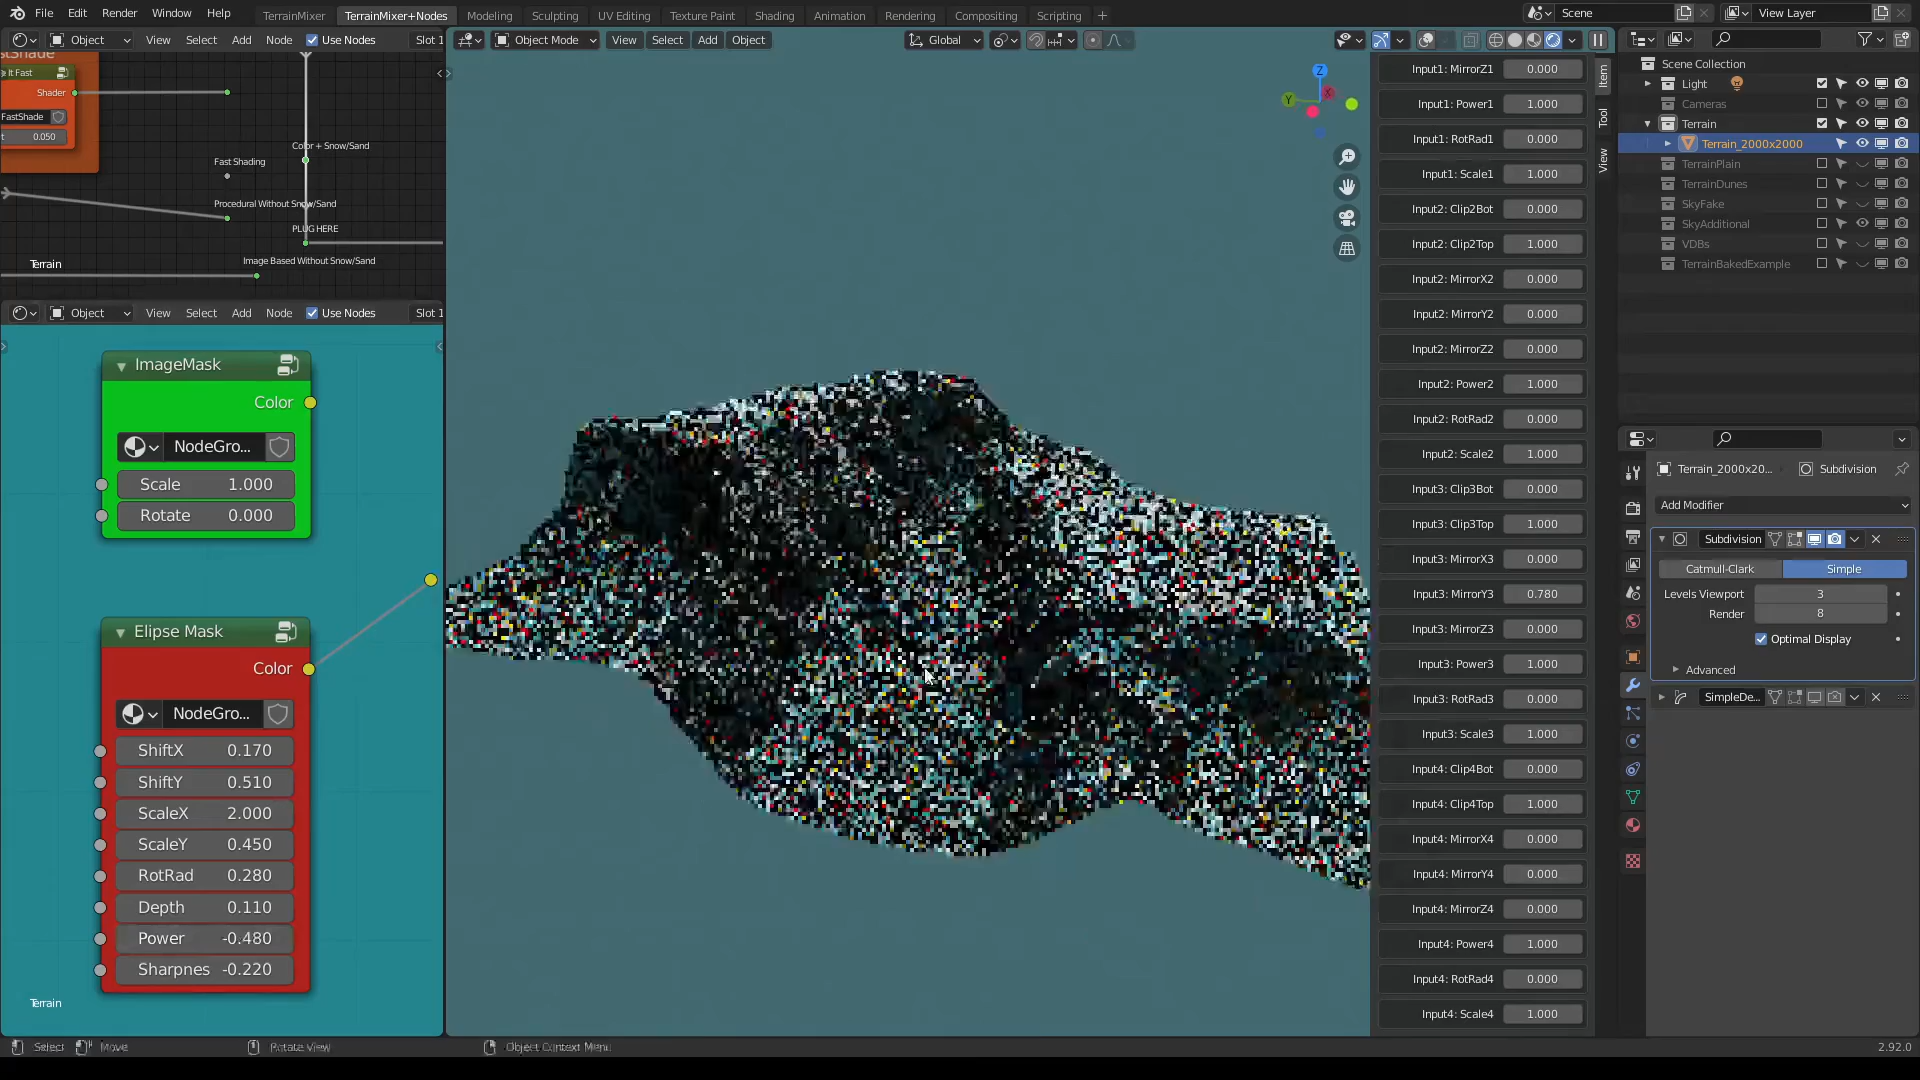 File Edit Render Window Help TerrainMixer TerrainMixer+Nodes Modeling Sculpting UV Editing Texture Paint Shading Animation Rendering Compositing Scripting Scene View Layer
Object View Select Add Node Use Nodes Slot 1
Object Mode View Select Add Object Global
It Fast
Shader
FastShade
0.050
Color + Snow/Sand
Fast Shading
Procedural Without Snow/Sand
PLUG HERE
Image Based Without Snow/Sand
Terrain
Object View Select Add Node Use Nodes Slot 1
ImageMask
Color
NodeGro...
Scale 1.000
Rotate 0.000
Elipse Mask
Color
NodeGro...
ShiftX 0.170
ShiftY 0.510
ScaleX 2.000
ScaleY 0.450
RotRad 0.280
Depth 0.110
Power -0.480
Sharpnes -0.220
Terrain
Z
Y
X
Input1: MirrorZ1 0.000
Input1: Power1 1.000
Input1: RotRad1 0.000
Input1: Scale1 1.000
Input2: Clip2Bot 0.000
Input2: Clip2Top 1.000
Input2: MirrorX2 0.000
Input2: MirrorY2 0.000
Input2: MirrorZ2 0.000
Input2: Power2 1.000
Input2: RotRad2 0.000
Input2: Scale2 1.000
Input3: Clip3Bot 0.000
Input3: Clip3Top 1.000
Input3: MirrorX3 0.000
Input3: MirrorY3 0.780
Input3: MirrorZ3 0.000
Input3: Power3 1.000
Input3: RotRad3 0.000
Input3: Scale3 1.000
Input4: Clip4Bot 0.000
Input4: Clip4Top 1.000
Input4: MirrorX4 0.000
Input4: MirrorY4 0.000
Input4: MirrorZ4 0.000
Input4: Power4 1.000
Input4: RotRad4 0.000
Input4: Scale4 1.000
Item
Tool
View
Scene Collection
Light
Cameras
Terrain
Terrain_2000x2000
TerrainPlain
TerrainDunes
SkyFake
SkyAdditional
VDBs
TerrainBakedExample
Terrain_2000x20... Subdivision
Add Modifier
Subdivision
Catmull-Clark Simple
Levels Viewport 3
Render 8
Optimal Display
Advanced
SimpleDe...
Select Move Rotate View Object Context Menu 2.92.0